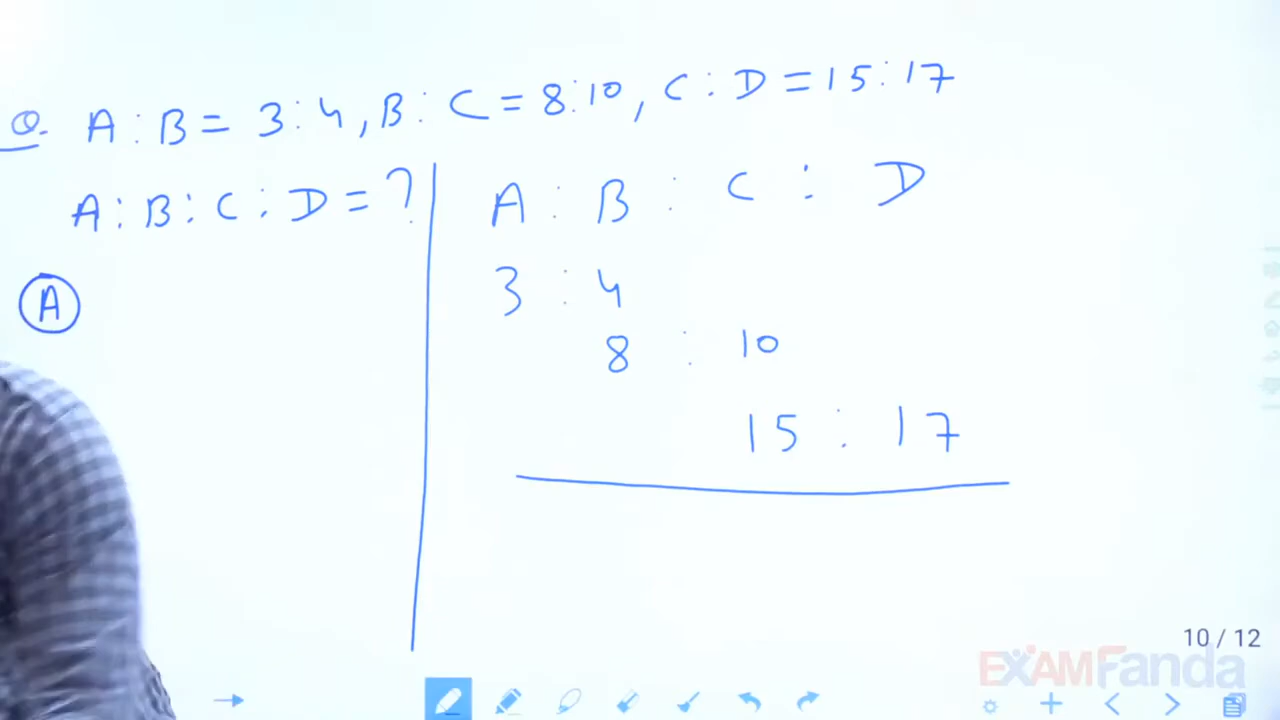 Q. A : B = 3 : 4, B : C = 8 : 10, C : D = 15 : 17
A : B : C : D = ?
A
A : B : C : D
3 : 4
8 : 10
15 : 17
10 / 12
EXAMFanda